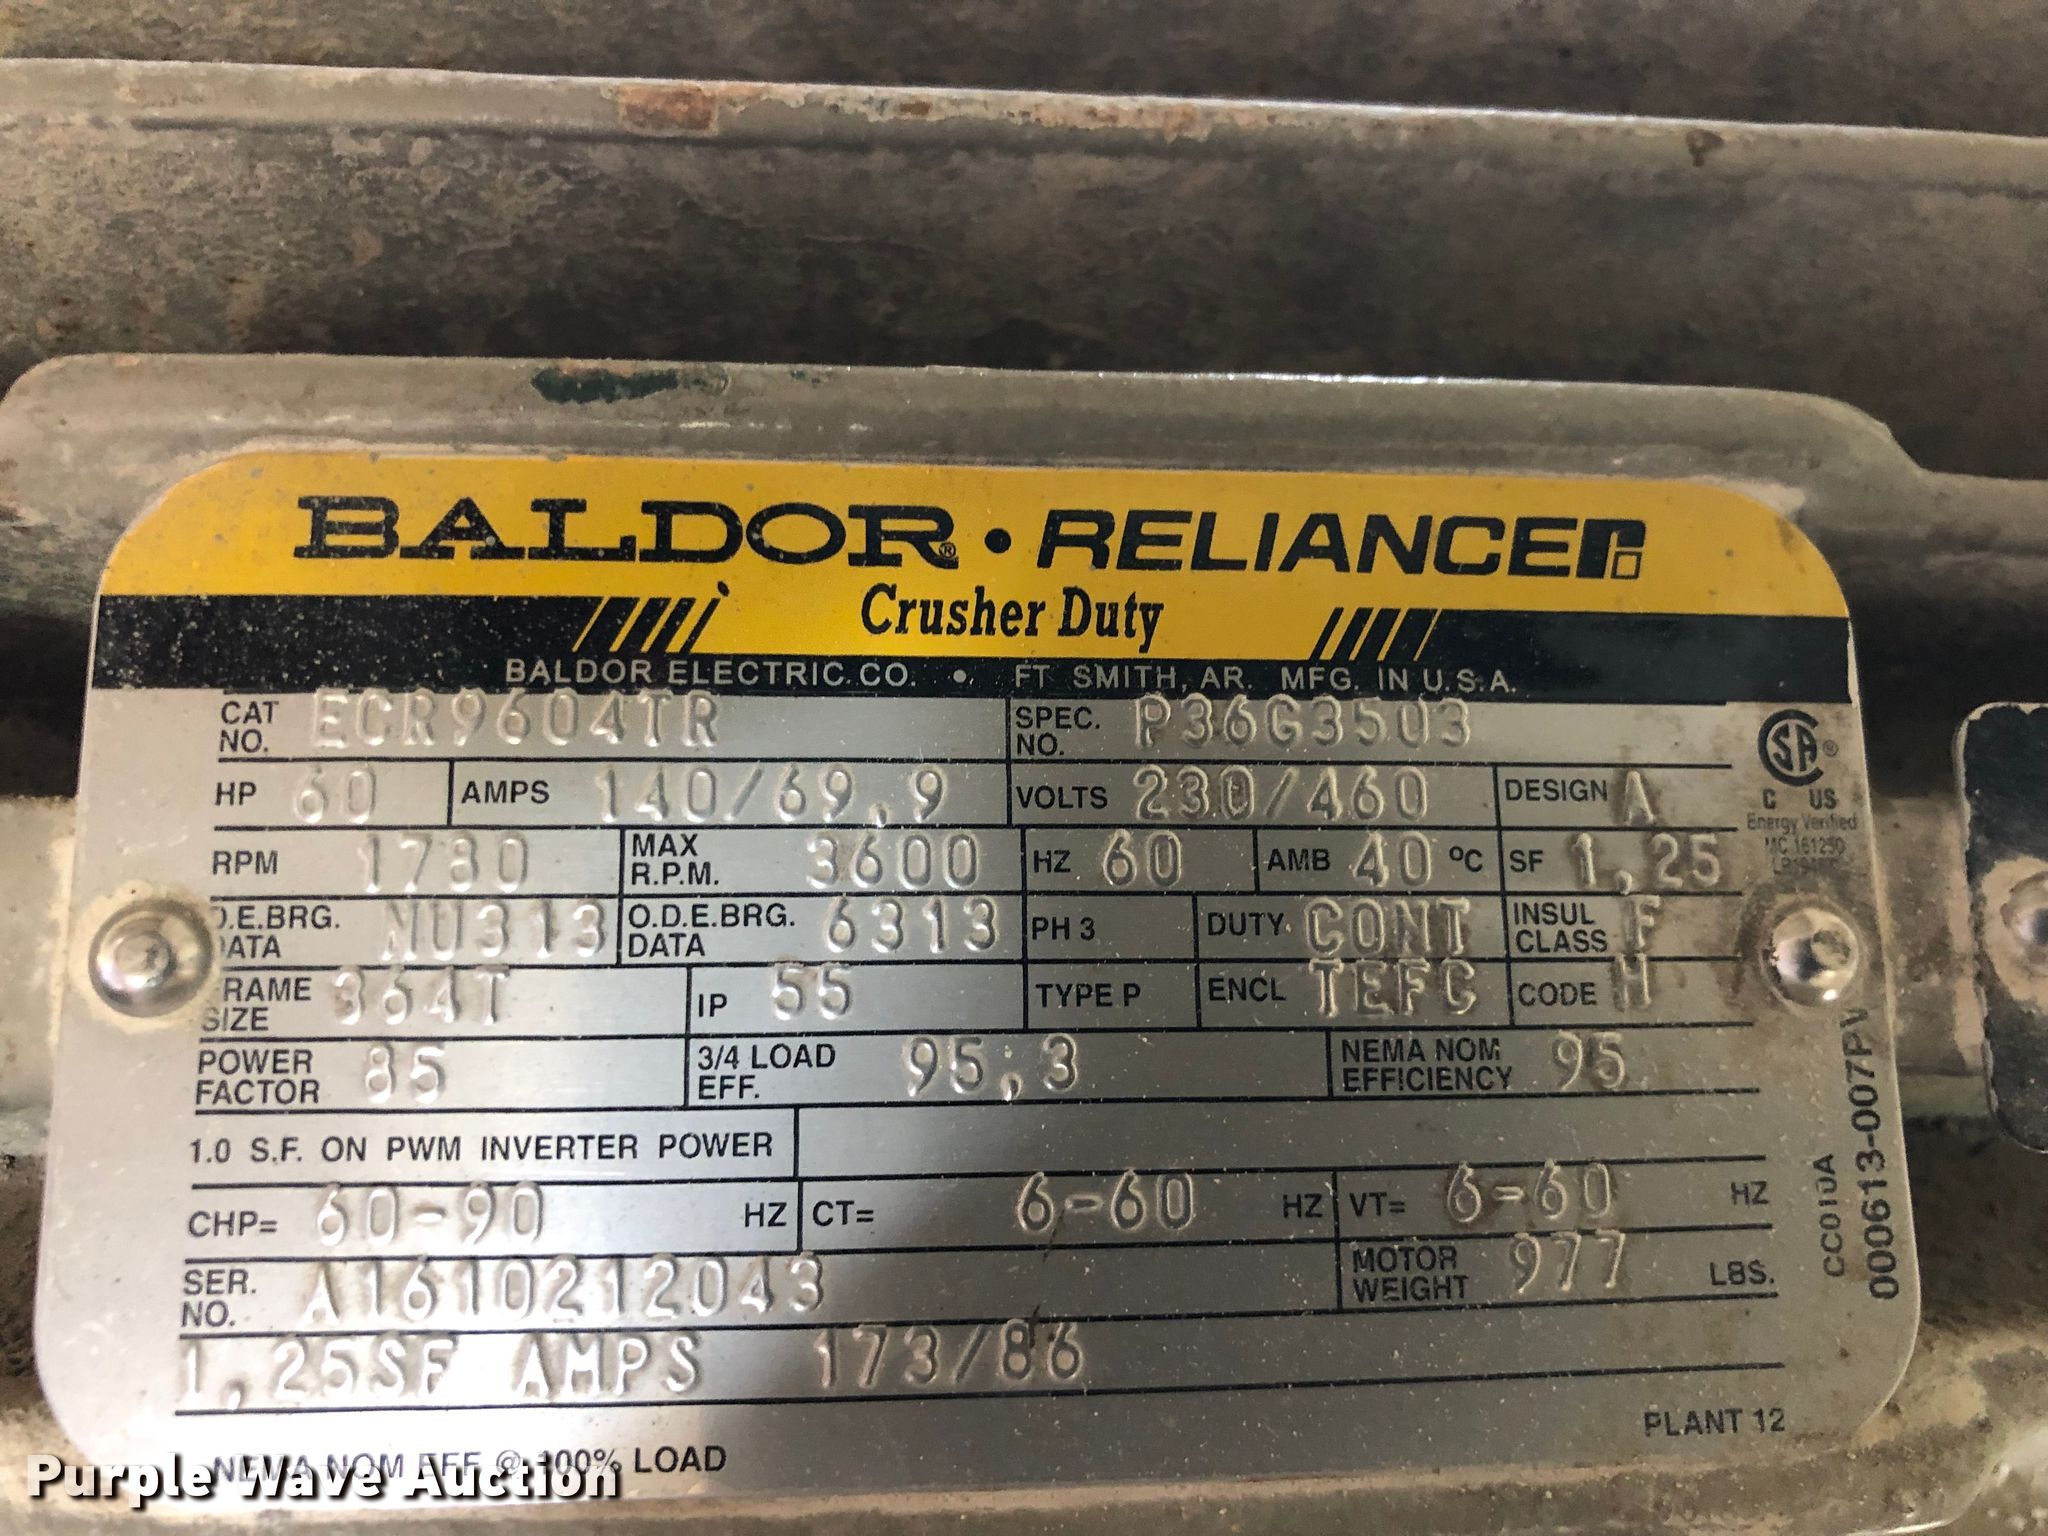 BALDOR® • RELIANCE
Crusher Duty
BALDOR ELECTRIC CO. • FT SMITH, AR. MFG. IN U.S.A.
CAT NO. ECR9604TR SPEC. NO. P36G3503
HP 60 AMPS 140/69,9 VOLTS 230/460 DESIGN A
RPM 1780 MAX R.P.M. 3600 HZ 60 AMB 40 °C SF 1,25
D.E.BRG. DATA NU313 O.D.E.BRG. DATA 6313 PH 3 DUTY CONT INSUL CLASS F
FRAME SIZE 364T IP 55 TYPE P ENCL TEFC CODE H
POWER FACTOR 85 3/4 LOAD EFF. 95,3 NEMA NOM EFFICIENCY 95
1.0 S.F. ON PWM INVERTER POWER
CHP= 60-90 HZ CT= 6-60 HZ VT= 6-60 HZ
SER. NO. A1610212043 MOTOR WEIGHT 977 LBS.
1,25SF AMPS 173/86
PLANT 12
NEMA NOM EFF @ 100% LOAD
SA®
C US
Energy Verified
MC 161230
CC010A
000613-007PV
Purple Wave Auction